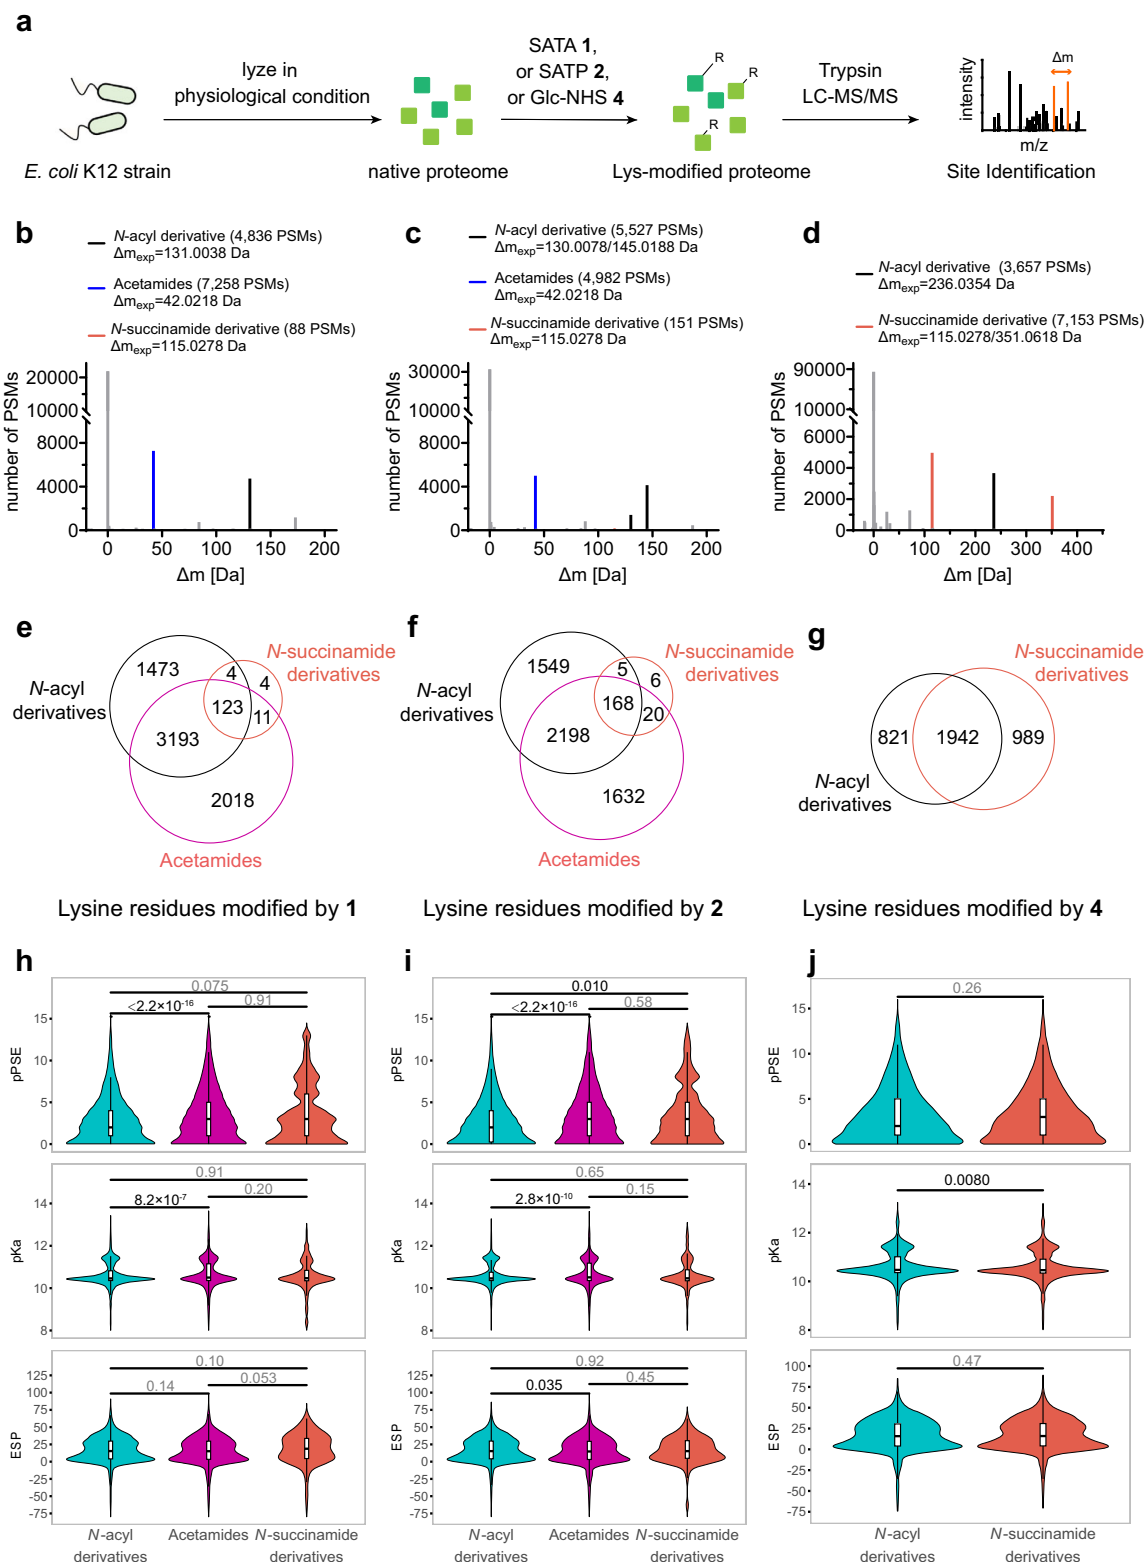 a
SATA 1,
or SATP 2,
or Glc-NHS 4
lyze in
physiological condition
Trypsin
LC-MS/MS
R
R
R
Δm
intensity
m/z
E. coli K12 strain
native proteome
Lys-modified proteome
Site Identification
b
N-acyl derivative (4,836 PSMs)
Δmexp=131.0038 Da
Acetamides (7,258 PSMs)
Δmexp=42.0218 Da
N-succinamide derivative (88 PSMs)
Δmexp=115.0278 Da
number of PSMs
20000
10000
8000
4000
0
0 50 100 150 200
Δm [Da]
c
N-acyl derivative (5,527 PSMs)
Δmexp=130.0078/145.0188 Da
Acetamides (4,982 PSMs)
Δmexp=42.0218 Da
N-succinamide derivative (151 PSMs)
Δmexp=115.0278 Da
number of PSMs
30000
10000
8000
4000
0
0 50 100 150 200
Δm [Da]
d
N-acyl derivative (3,657 PSMs)
Δmexp=236.0354 Da
N-succinamide derivative (7,153 PSMs)
Δmexp=115.0278/351.0618 Da
number of PSMs
90000
10000
6000
4000
2000
0
0 100 200 300 400
Δm [Da]
e
N-acyl
derivatives
N-succinamide
derivatives
1473
4
4
123
11
3193
2018
Acetamides
f
N-acyl
derivatives
N-succinamide
derivatives
1549
5
6
168
20
2198
1632
Acetamides
g
N-succinamide
derivatives
821
1942
989
N-acyl
derivatives
Lysine residues modified by 1
Lysine residues modified by 2
Lysine residues modified by 4
h
0.075
<2.2×10-16
0.91
pPSE
15
10
5
0
0.91
8.2×10-7
0.20
pKa
14
12
10
8
0.10
0.14
0.053
ESP
125
100
75
50
25
0
-25
-50
-75
N-acyl
derivatives
Acetamides
N-succinamide
derivatives
i
0.010
<2.2×10-16
0.58
pPSE
15
10
5
0
0.65
2.8×10-10
0.15
pKa
14
12
10
8
0.92
0.035
0.45
ESP
125
100
75
50
25
0
-25
-50
-75
N-acyl
derivatives
Acetamides
N-succinamide
derivatives
j
0.26
pPSE
15
10
5
0
0.0080
pKa
14
12
10
8
0.47
ESP
100
75
50
25
0
-25
-50
-75
N-acyl
derivatives
N-succinamide
derivatives